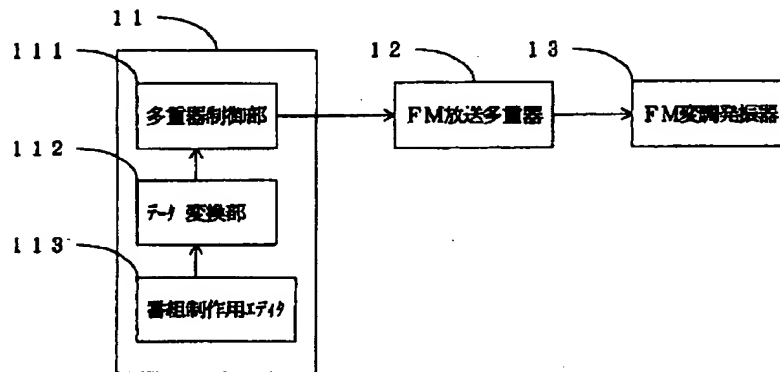 11
111
12
13
多重器制御部
FM放送多重器
FM変調発振器
112
データ変換部
113
番組制作用エディタ